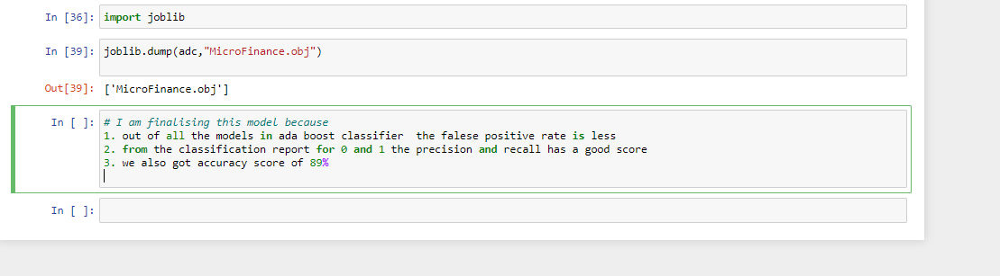 In [36]: import joblib
In [39]: joblib.dump(adc,"MicroFinance.obj")
Out[39]: ['MicroFinance.obj']
In [ ]: # I am finalising this model because
1. out of all the models in ada boost classifier  the falese positive rate is less
2. from the classification report for 0 and 1 the precision and recall has a good score
3. we also got accuracy score of 89%
In [ ]: